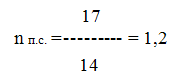 17
n п.с. =--------- = 1,2
14